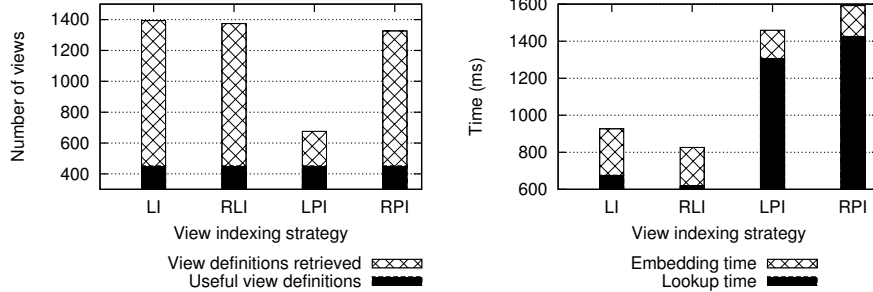 Number of views
1400
1200
1000
800
600
400
LI RLI LPI RPI
View indexing strategy
View definitions retrieved
Useful view definitions
Time (ms)
1600
1400
1200
1000
800
600
LI RLI LPI RPI
View indexing strategy
Embedding time
Lookup time